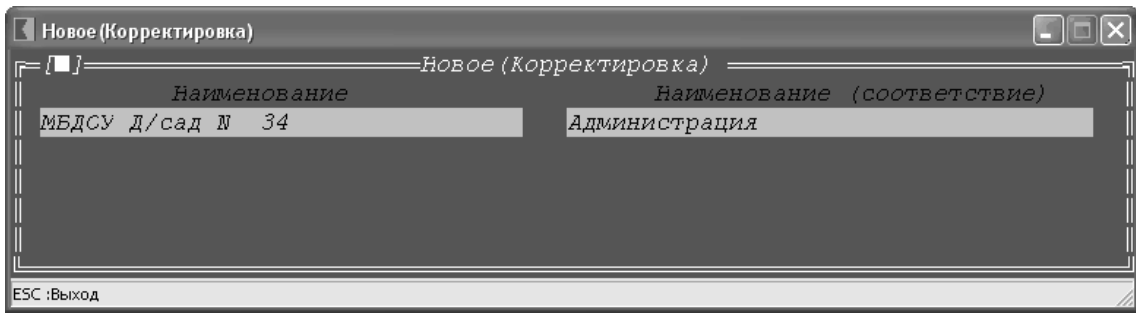 Новое(Корректировка)
[■] Новое(Корректировка)
Наименование Наименование (соответствие)
МБДСУ Д/сад N 34 Администрация
ESC :Выход